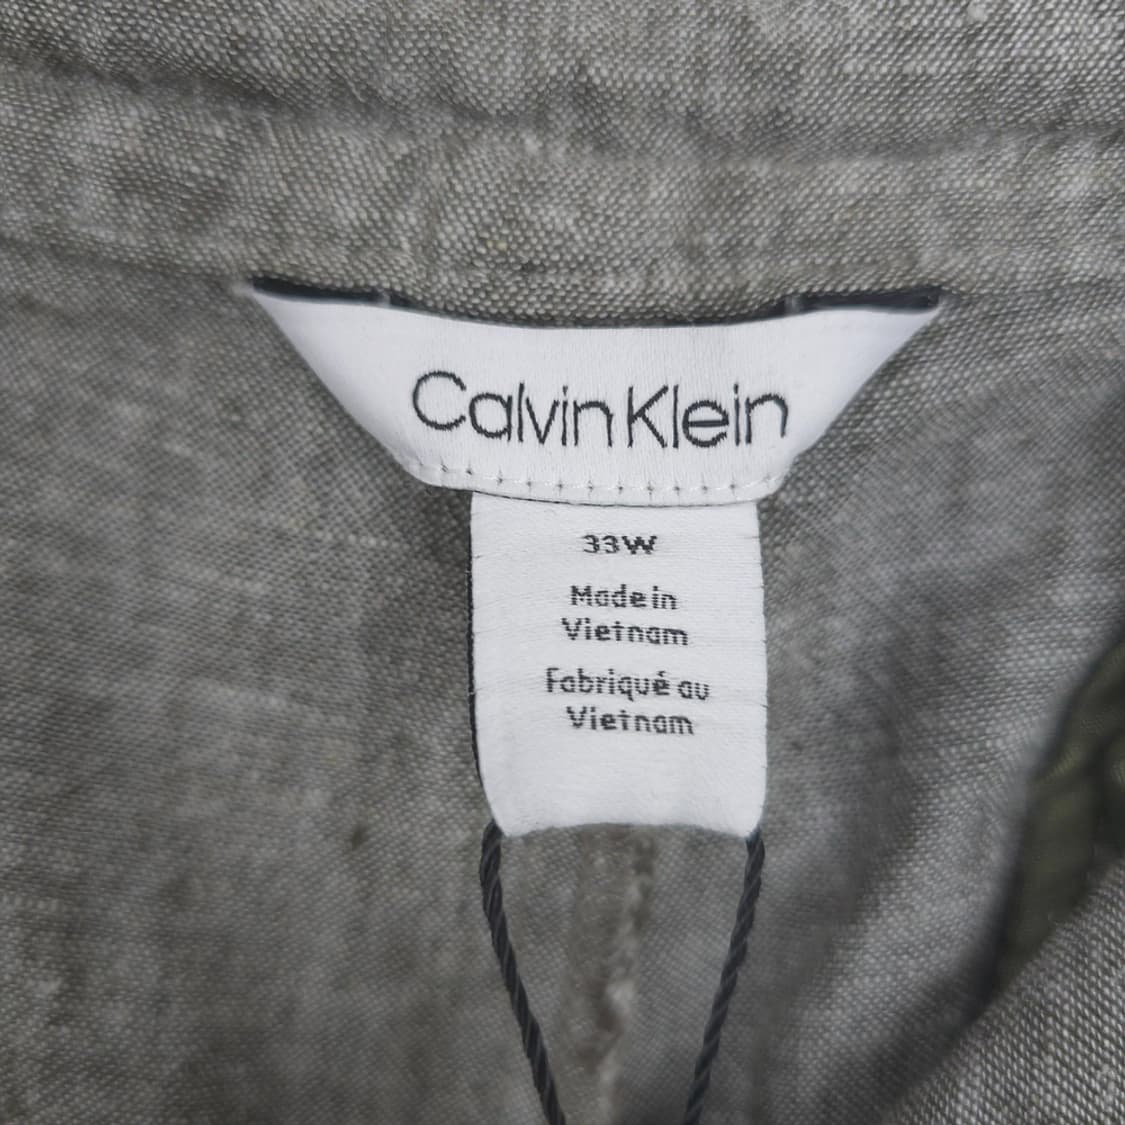 Calvin Klein
33W
Made in
Vietnam
Fabriqué au
Vietnam